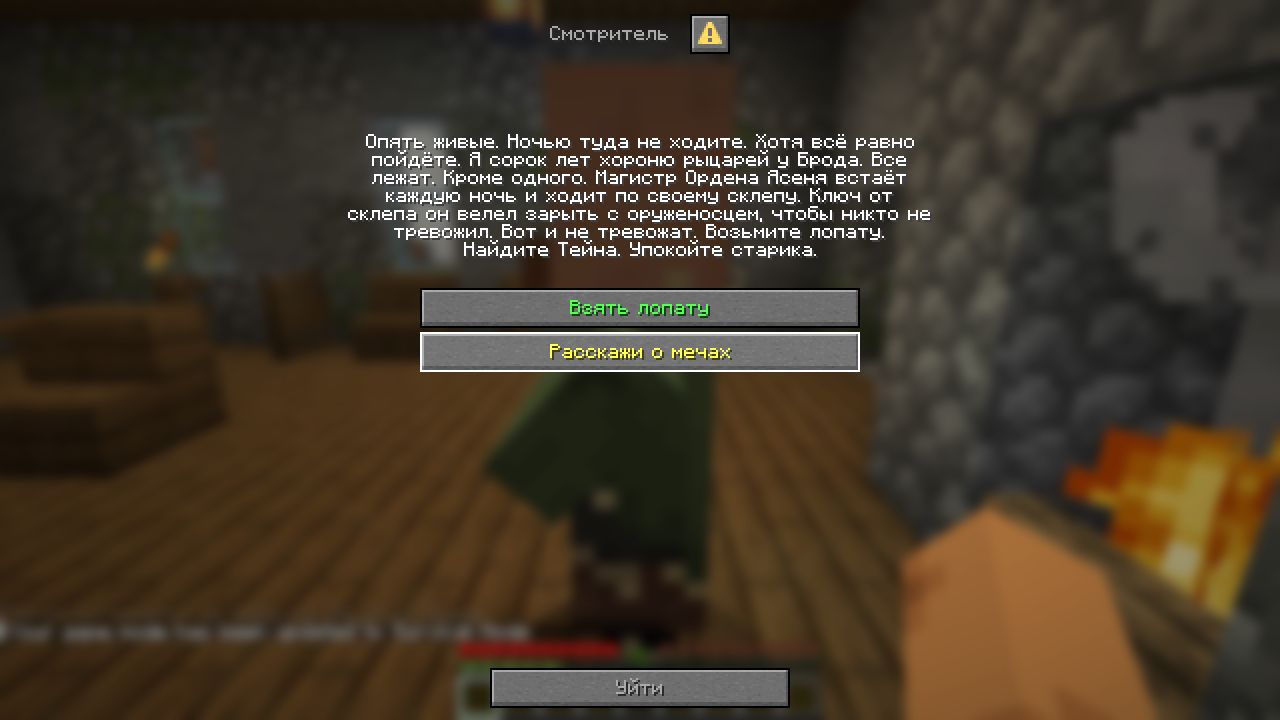 Смотритель
Опять живые. Ночью туда не ходите. Хотя всё равно
пойдёте. Я сорок лет хороню рыцарей у Брода. Все
лежат. Кроме одного. Магистр Ордена Ясеня встаёт
каждую ночь и ходит по своему склепу. Ключ от
склепа он велел зарыть с оруженосцем, чтобы никто не
тревожил. Вот и не тревожат. Возьмите лопату.
Найдите Тейна. Упокойте старика.
Взять лопату
Расскажи о мечах
Уйти